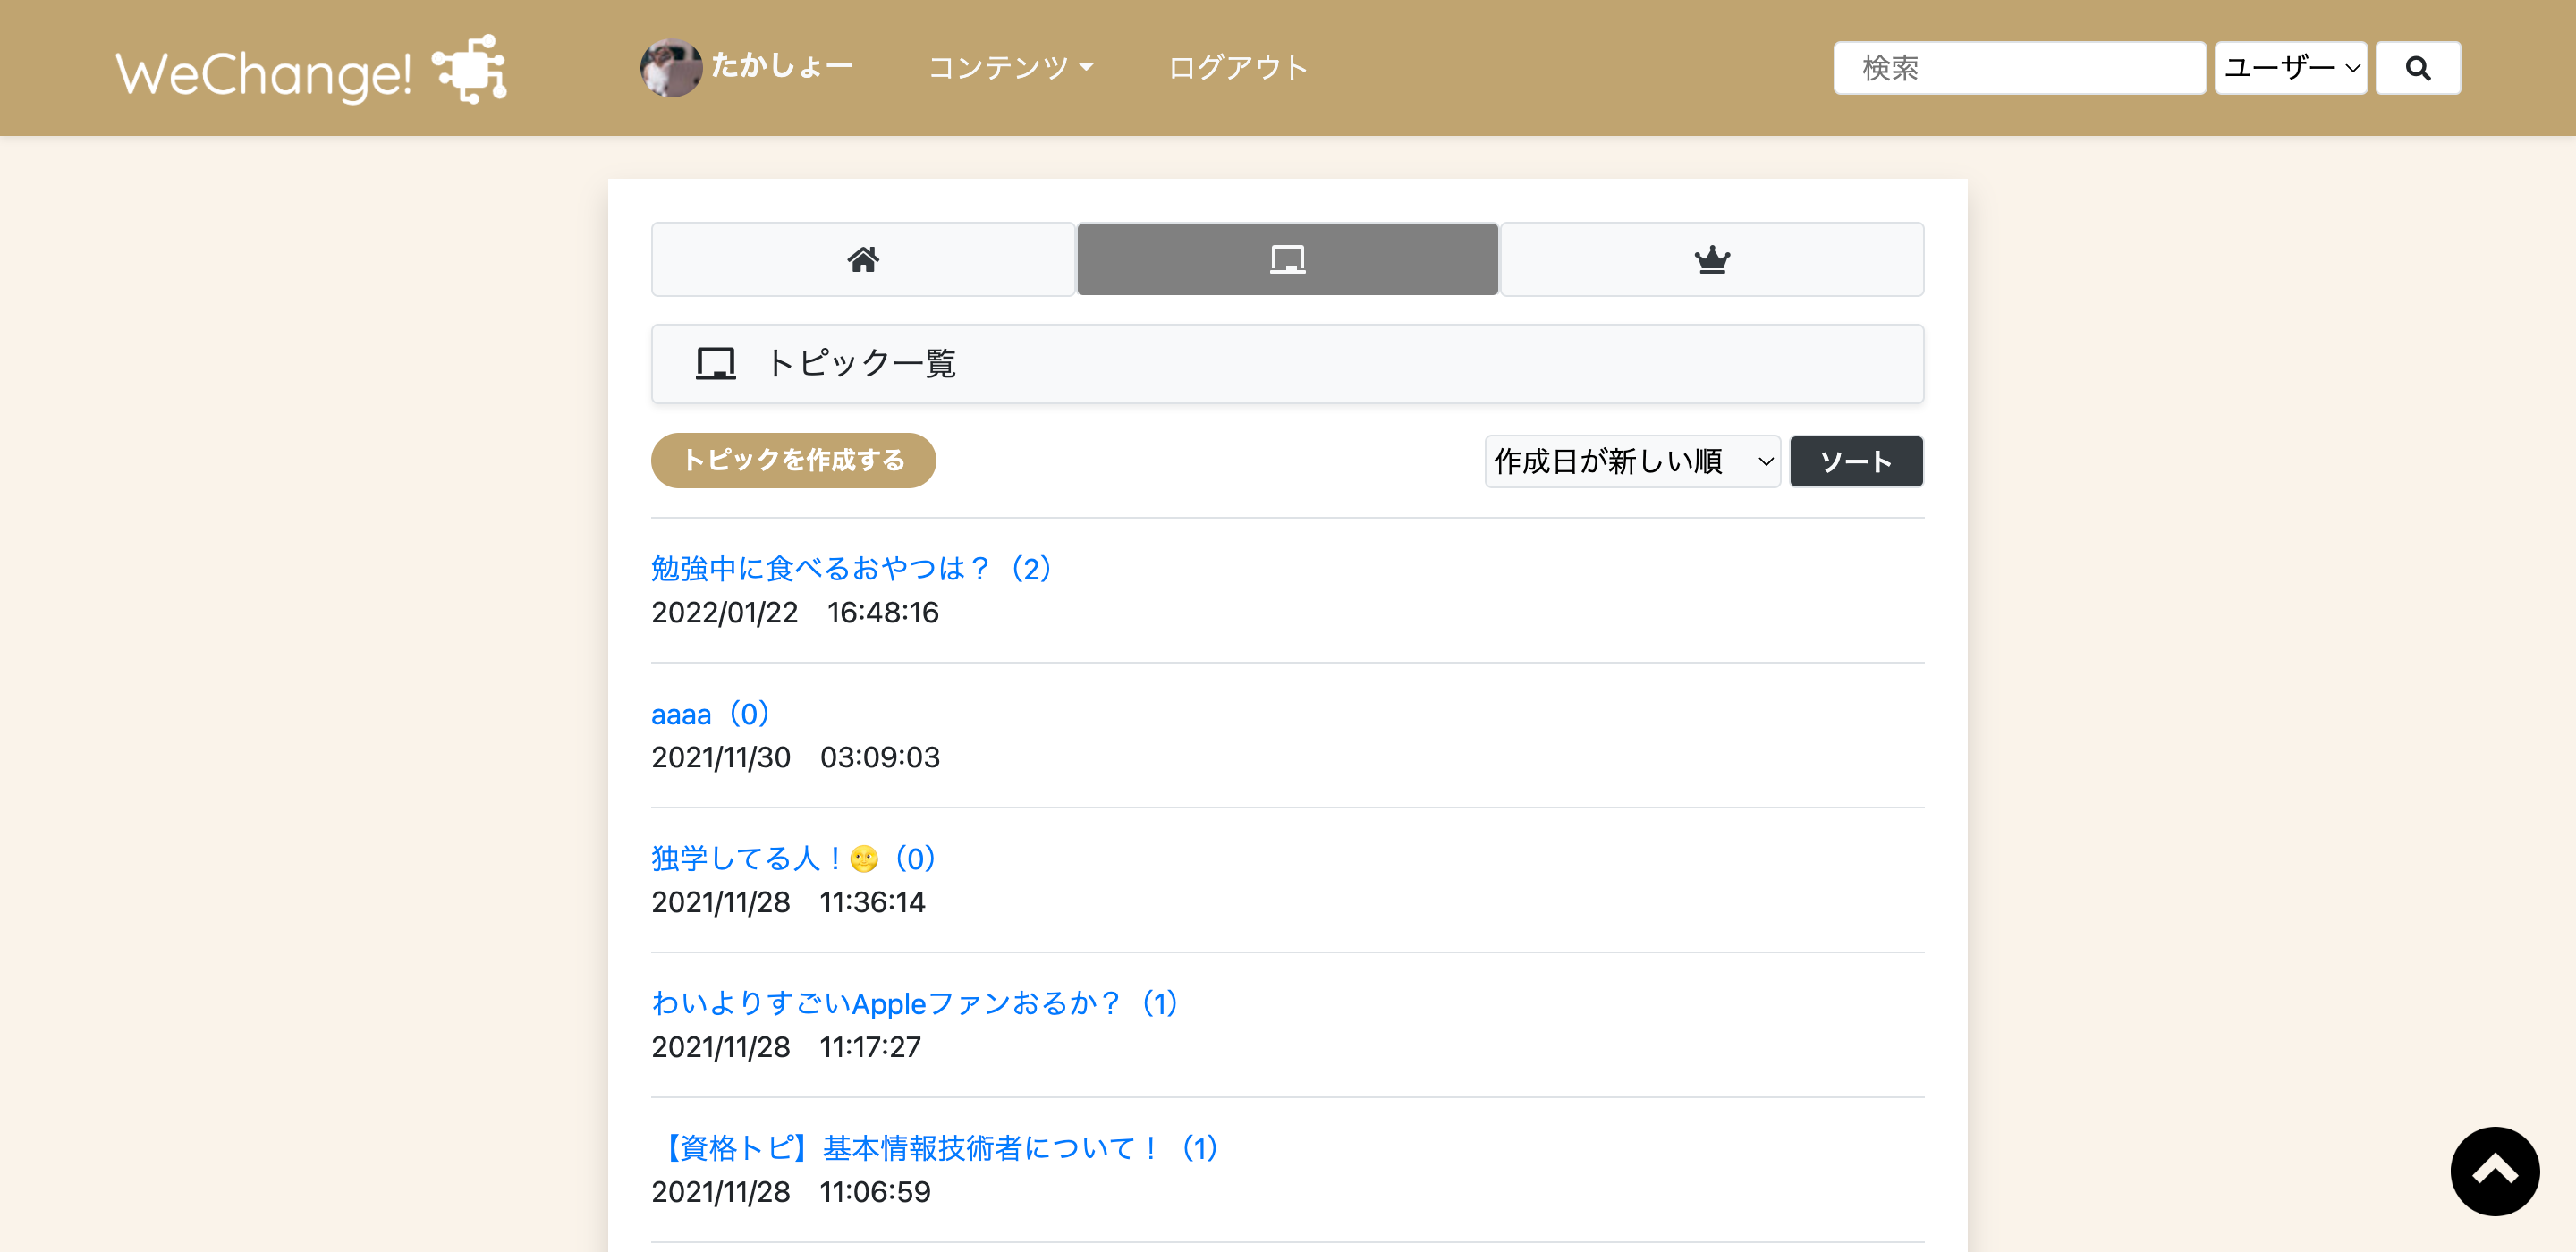 WeChange!
たかしょー
コンテンツ
ログアウト
検索
ユーザー
トピック一覧
トピックを作成する
作成日が新しい順
ソート
勉強中に食べるおやつは？（2）
2022/01/22　16:48:16
aaaa（0）
2021/11/30　03:09:03
独学してる人！🌝（0）
2021/11/28　11:36:14
わいよりすごいAppleファンおるか？（1）
2021/11/28　11:17:27
【資格トピ】基本情報技術者について！（1）
2021/11/28　11:06:59